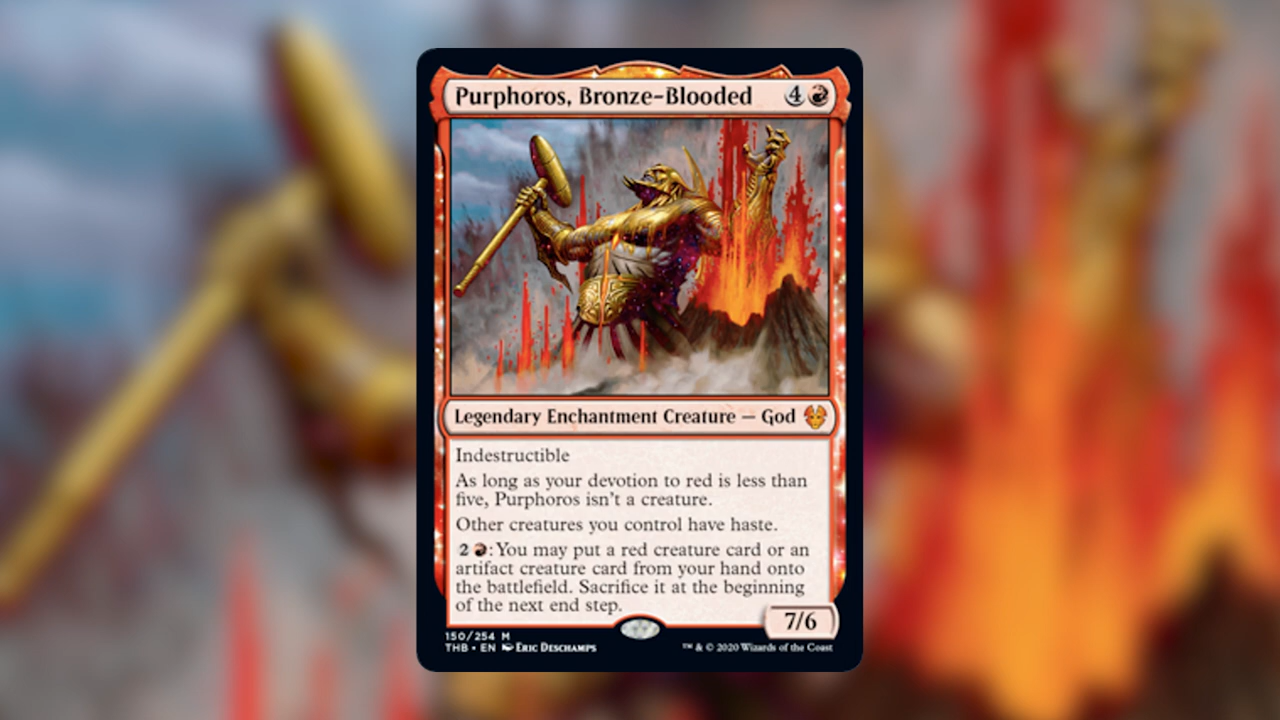 Purphoros, Bronze-Blooded 4
Legendary Enchantment Creature — God
Indestructible
As long as your devotion to red is less than
five, Purphoros isn't a creature.
Other creatures you control have haste.
2 : You may put a red creature card or an
artifact creature card from your hand onto
the battlefield. Sacrifice it at the beginning
of the next end step.
7/6
150/254 M
THB • EN Eric Deschamps
™ & © 2020 Wizards of the Coast